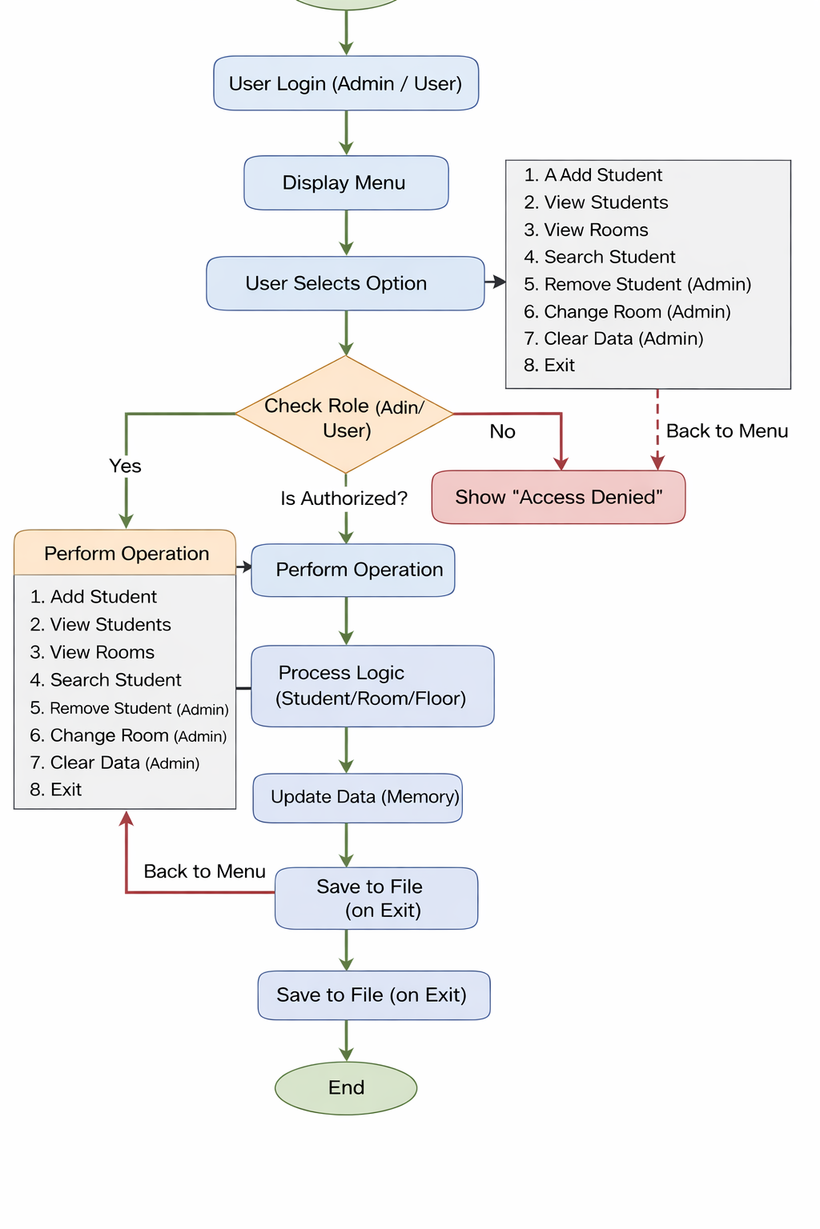 User Login (Admin / User)
Display Menu
User Selects Option
1. A Add Student
2. View Students
3. View Rooms
4. Search Student
5. Remove Student (Admin)
6. Change Room (Admin)
7. Clear Data (Admin)
8. Exit
Check Role (Adin/
User)
No
Back to Menu
Yes
Is Authorized?
Show "Access Denied"
Perform Operation
1. Add Student
2. View Students
3. View Rooms
4. Search Student
5. Remove Student (Admin)
6. Change Room (Admin)
7. Clear Data (Admin)
8. Exit
Perform Operation
Process Logic
(Student/Room/Floor)
Update Data (Memory)
Back to Menu
Save to File
(on Exit)
Save to File (on Exit)
End